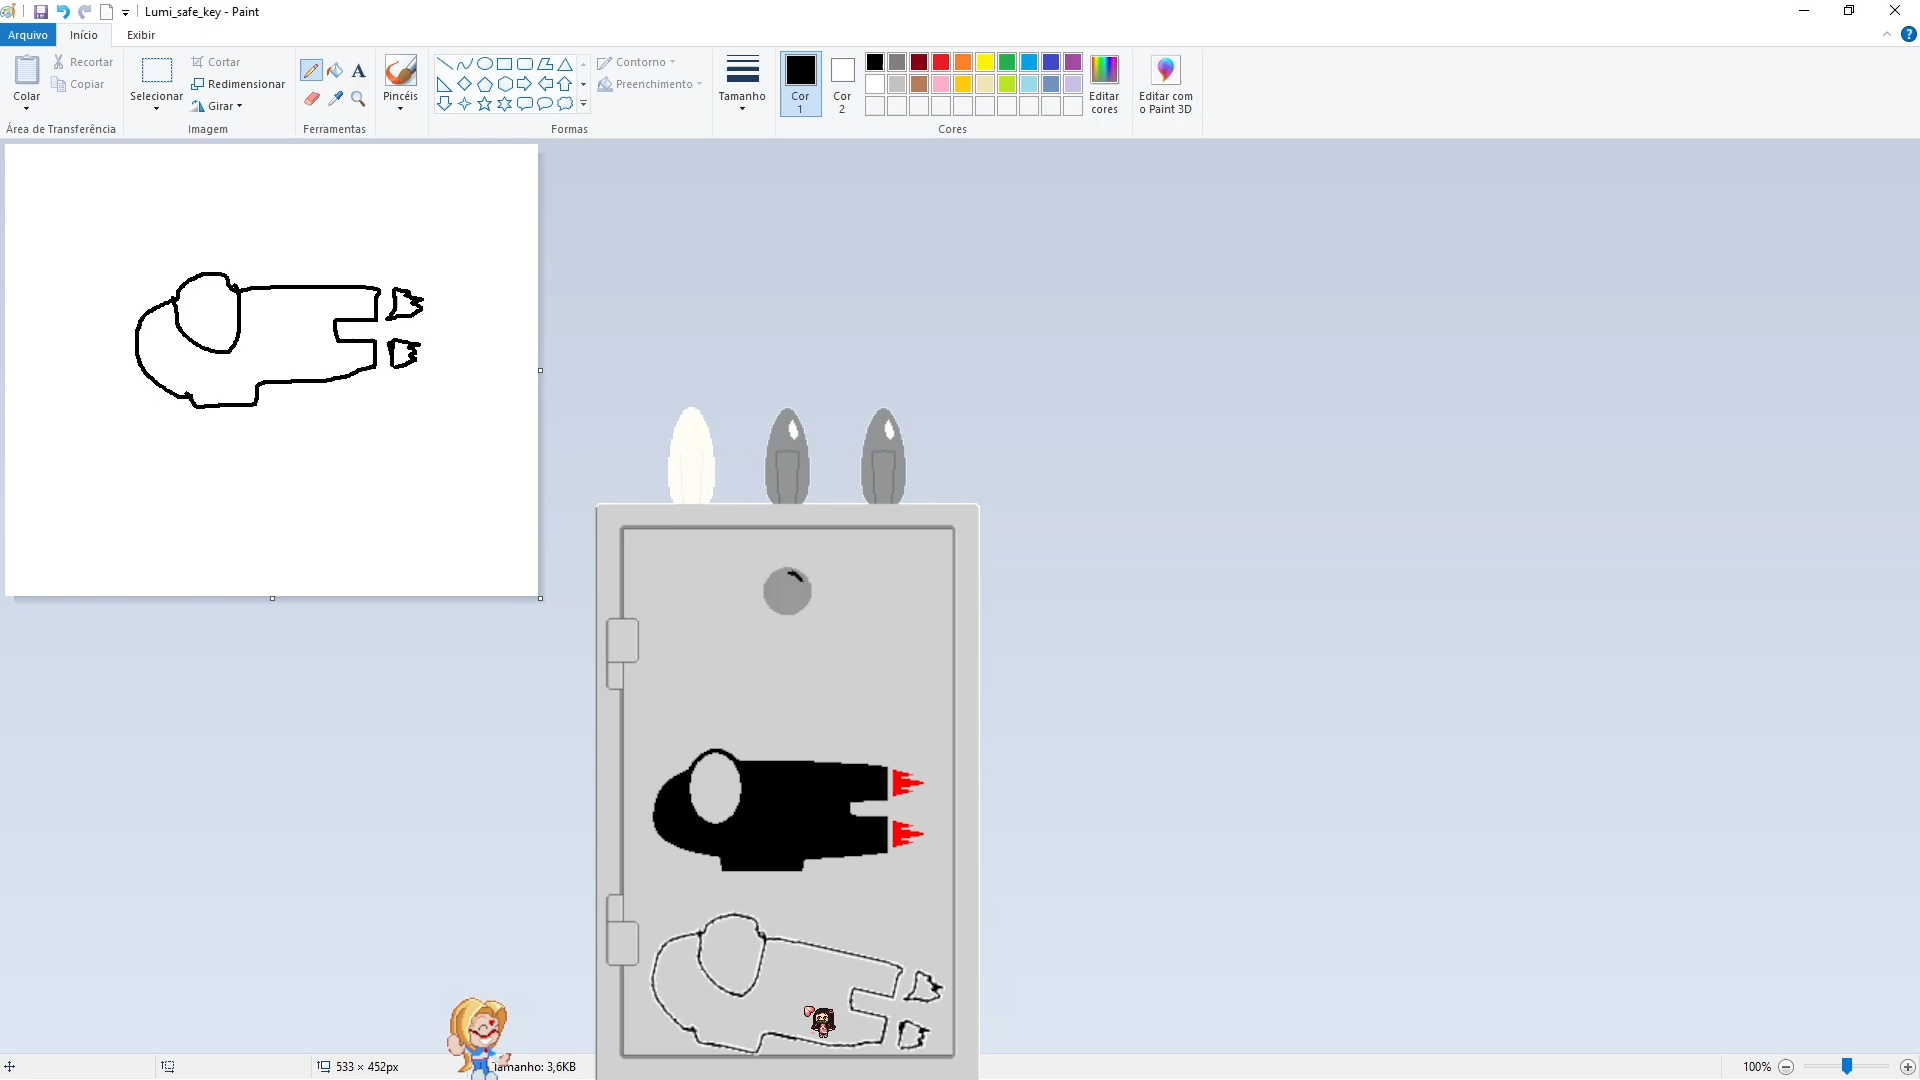 Lumi_safe_key - Paint
Arquivo
Início
Exibir
Colar
Recortar
Copiar
Área de Transferência
Selecionar
Cortar
Redimensionar
Girar
Imagem
A
Ferramentas
Pincéis
Contorno
Preenchimento
Formas
Tamanho
Cor
1
Cor
2
Cores
Editar
cores
Editar com
o Paint 3D
533 × 452px
Tamanho: 3,6KB
100%